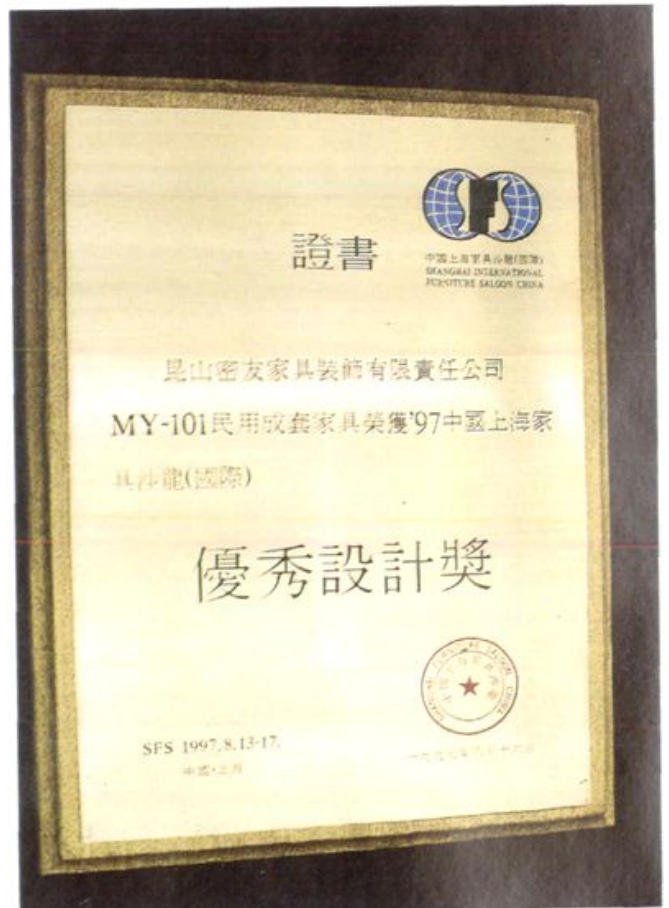 證書
中國上海家具沙龍(國際)
SHANGHAI INTERNATIONAL
FURNITURE SALOON CHINA
昆山密友家具裝飾有限責任公司
MY-101民用成套家具榮獲'97中國上海家
具沙龍(國際)
優秀設計獎
SFS 1997.8.13-17.
中國·上海